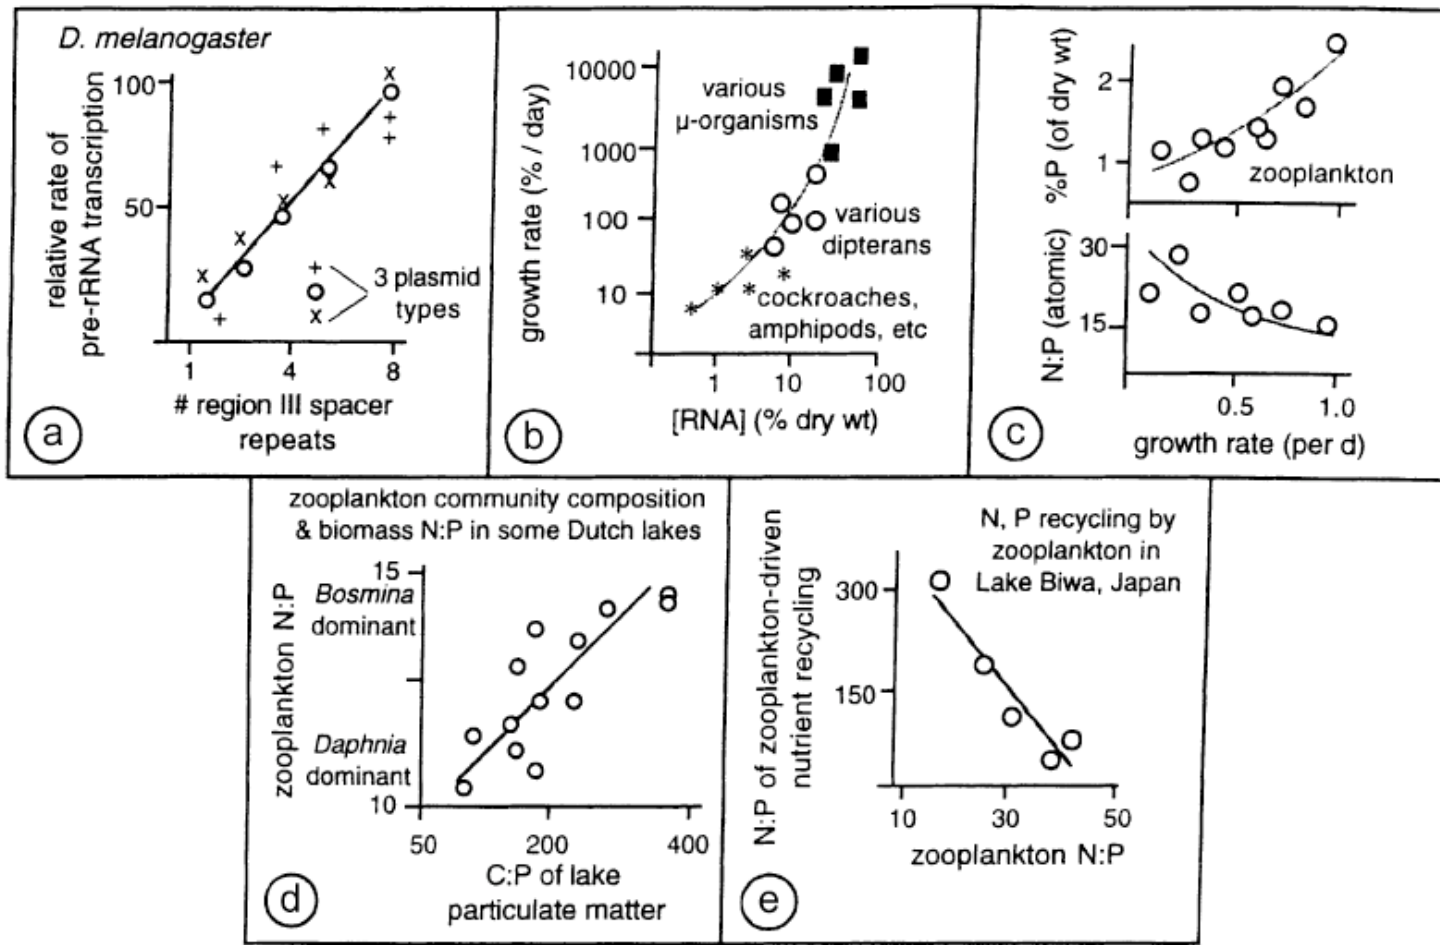 D. melanogaster
relative rate of
pre-rRNA transcription
100
50
+
o
x
3 plasmid
types
1 4 8
# region III spacer
repeats
a
growth rate (% / day)
10000
1000
100
10
various
µ-organisms
various
dipterans
cockroaches,
amphipods, etc
1 10 100
[RNA] (% dry wt)
b
%P (of dry wt)
2
1
zooplankton
N:P (atomic)
30
15
0.5 1.0
growth rate (per d)
c
zooplankton community composition
& biomass N:P in some Dutch lakes
zooplankton N:P
15
Bosmina
dominant
Daphnia
dominant
10
50 200 400
C:P of lake
particulate matter
d
N:P of zooplankton-driven
nutrient recycling
N, P recycling by
zooplankton in
Lake Biwa, Japan
300
150
10 30 50
zooplankton N:P
e